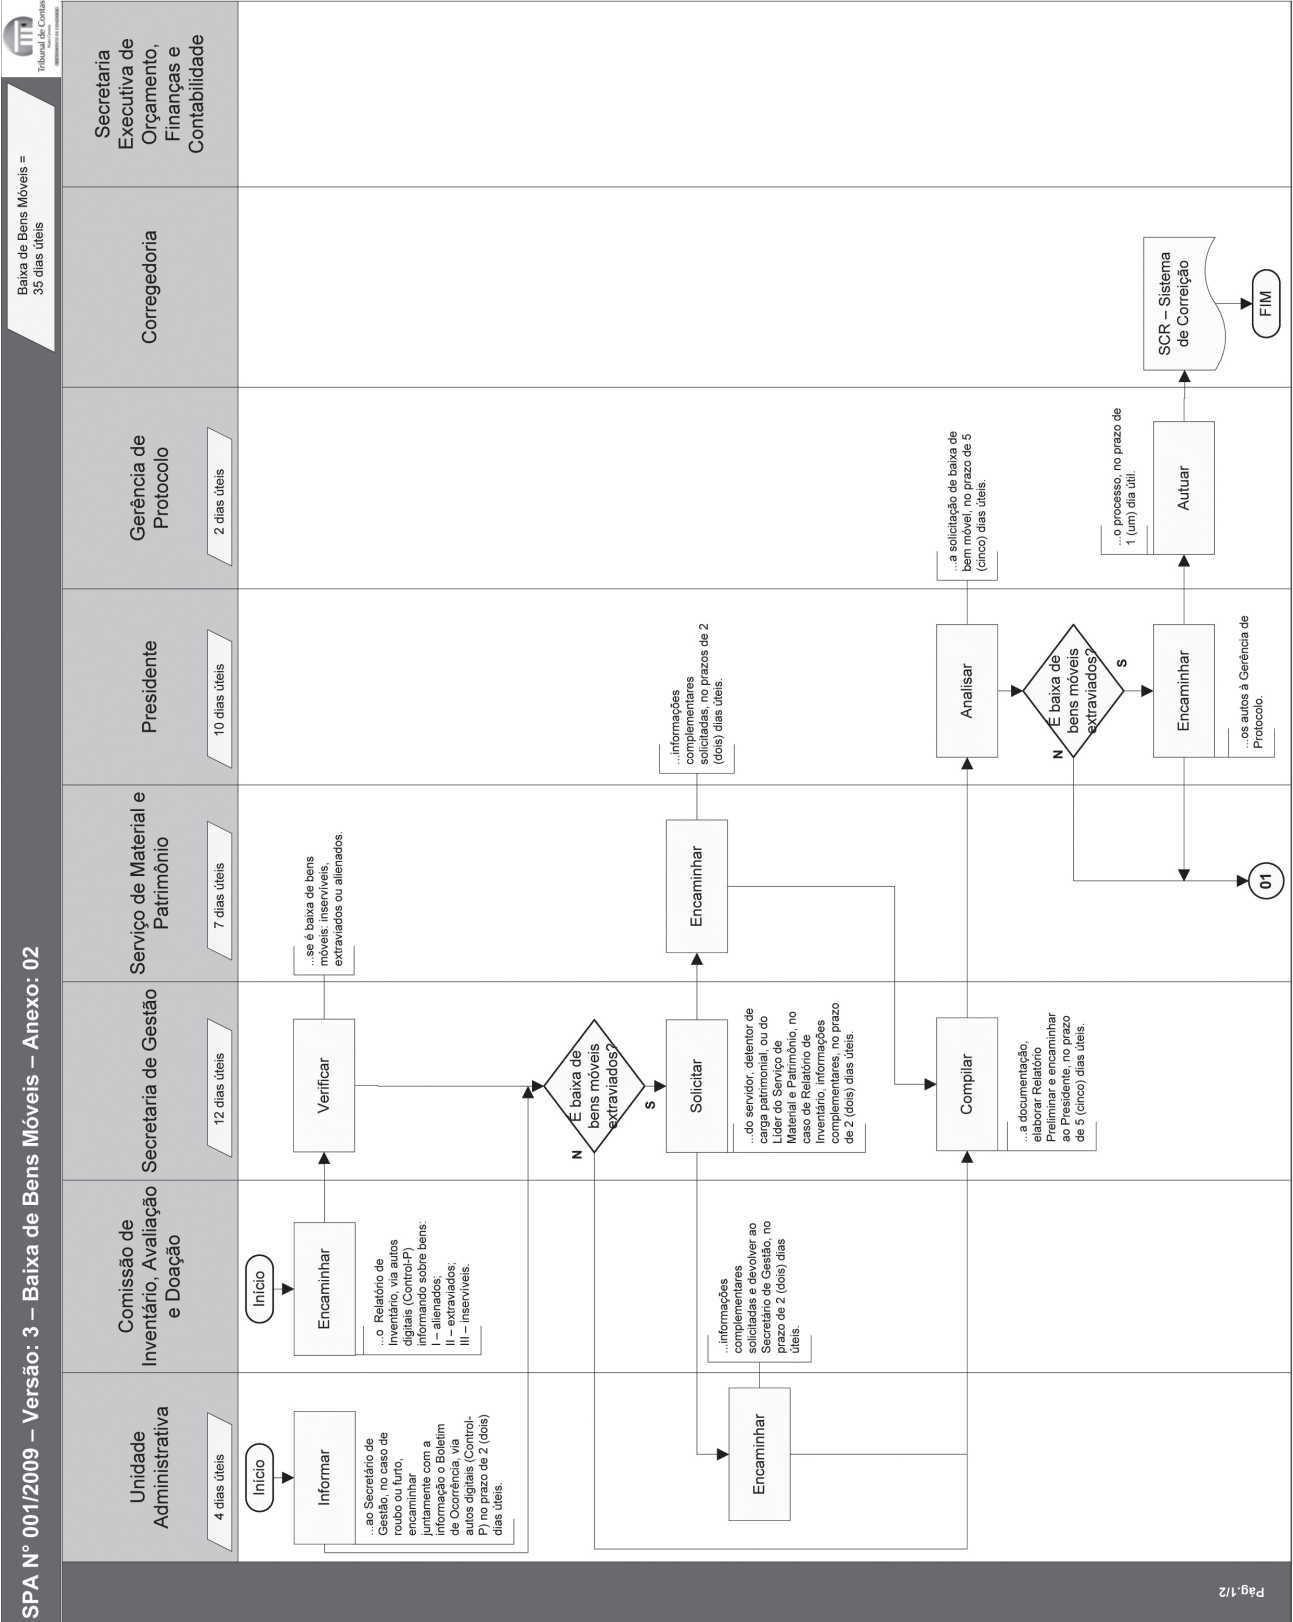 SPA N° 001/2009 – Versão: 3 – Baixa de Bens Móveis – Anexo: 02
Baixa de Bens Móveis =
35 dias úteis
Tribunal de Contas
Mato Grosso
Unidade
Administrativa
4 dias úteis
Comissão de
Inventário, Avaliação
e Doação
Secretaria de Gestão
12 dias úteis
Serviço de Material e
Patrimônio
7 dias úteis
Presidente
10 dias úteis
Gerência de
Protocolo
2 dias úteis
Corregedoria
Secretaria
Executiva de
Orçamento,
Finanças e
Contabilidade
Início
Informar
...ao Secretário de
Gestão, no caso de
roubo ou furto,
encaminhar
juntamente com a
informação o Boletim
de Ocorrência, via
autos digitais (Control-
P) no prazo de 2 (dois)
dias úteis.
Início
Encaminhar
...o Relatório de
Inventário, via autos
digitais (Control-P)
informando sobre bens:
I – alienados;
II – extraviados;
III – inservíveis.
Verificar
...se é baixa de bens
móveis: inservíveis,
extraviados ou alienados.
É baixa de
bens móveis
extraviados?
N
S
Solicitar
...do servidor, detentor de
carga patrimonial, ou do
Líder do Serviço de
Material e Patrimônio, no
caso de Relatório de
Inventário, informações
complementares, no prazo
de 2 (dois) dias úteis.
Encaminhar
...informações
complementares
solicitadas, no prazos de 2
(dois) dias úteis.
Encaminhar
...informações
complementares
solicitadas e devolver ao
Secretário de Gestão, no
prazo de 2 (dois) dias
úteis.
Compilar
...a documentação,
elaborar Relatório
Preliminar e encaminhar
ao Presidente, no prazo
de 5 (cinco) dias úteis.
Analisar
...a solicitação de baixa de
bem móvel, no prazo de 5
(cinco) dias úteis.
É baixa de
bens móveis
extraviados?
N
S
Encaminhar
...os autos à Gerência de
Protocolo.
Autuar
...o processo, no prazo de
1 (um) dia útil.
SCR – Sistema
de Correição
FIM
01
Pág.1/2